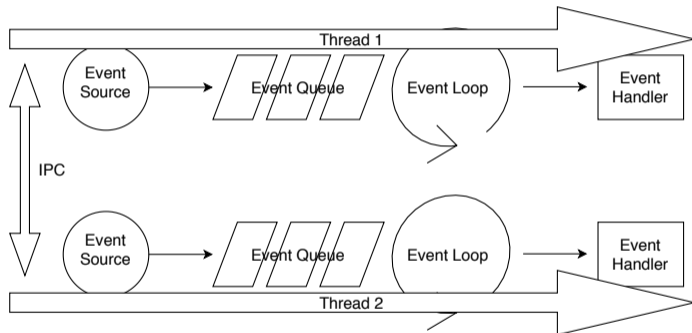 Thread 1
Event
Source
Event Queue
Event Loop
Event
Handler
IPC
Event
Source
Event Queue
Event Loop
Event
Handler
Thread 2